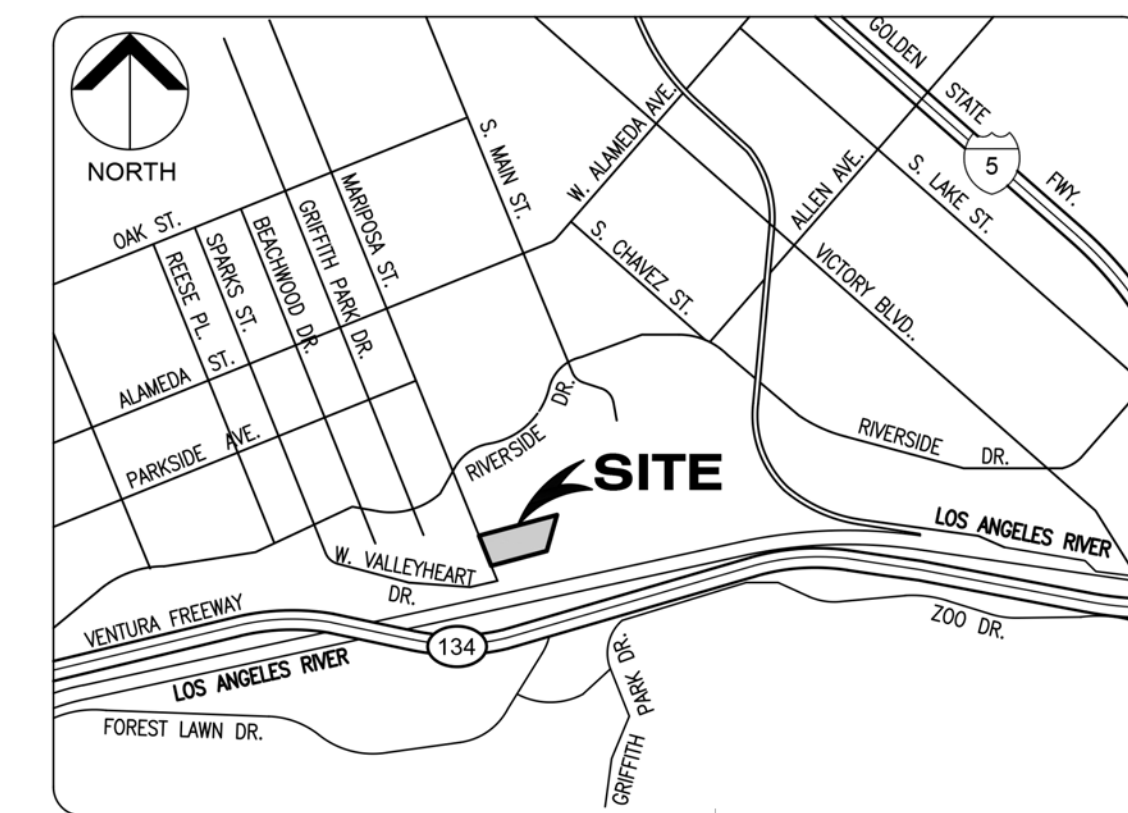 NORTH
GOLDEN
STATE
5
FWY.
OAK ST.
REESE PL.
SPARKS ST.
BEACHWOOD DR.
GRIFFITH PARK DR.
MARIPOSA ST.
S. MAIN ST.
W. ALAMEDA AVE.
S. CHAVEZ ST.
ALLEN AVE.
S. LAKE ST.
VICTORY BLVD..
ALAMEDA ST.
PARKSIDE AVE.
RIVERSIDE DR.
SITE
RIVERSIDE DR.
LOS ANGELES RIVER
W. VALLEYHEART
DR.
VENTURA FREEWAY
134
ZOO DR.
LOS ANGELES RIVER
FOREST LAWN DR.
GRIFFITH PARK DR.